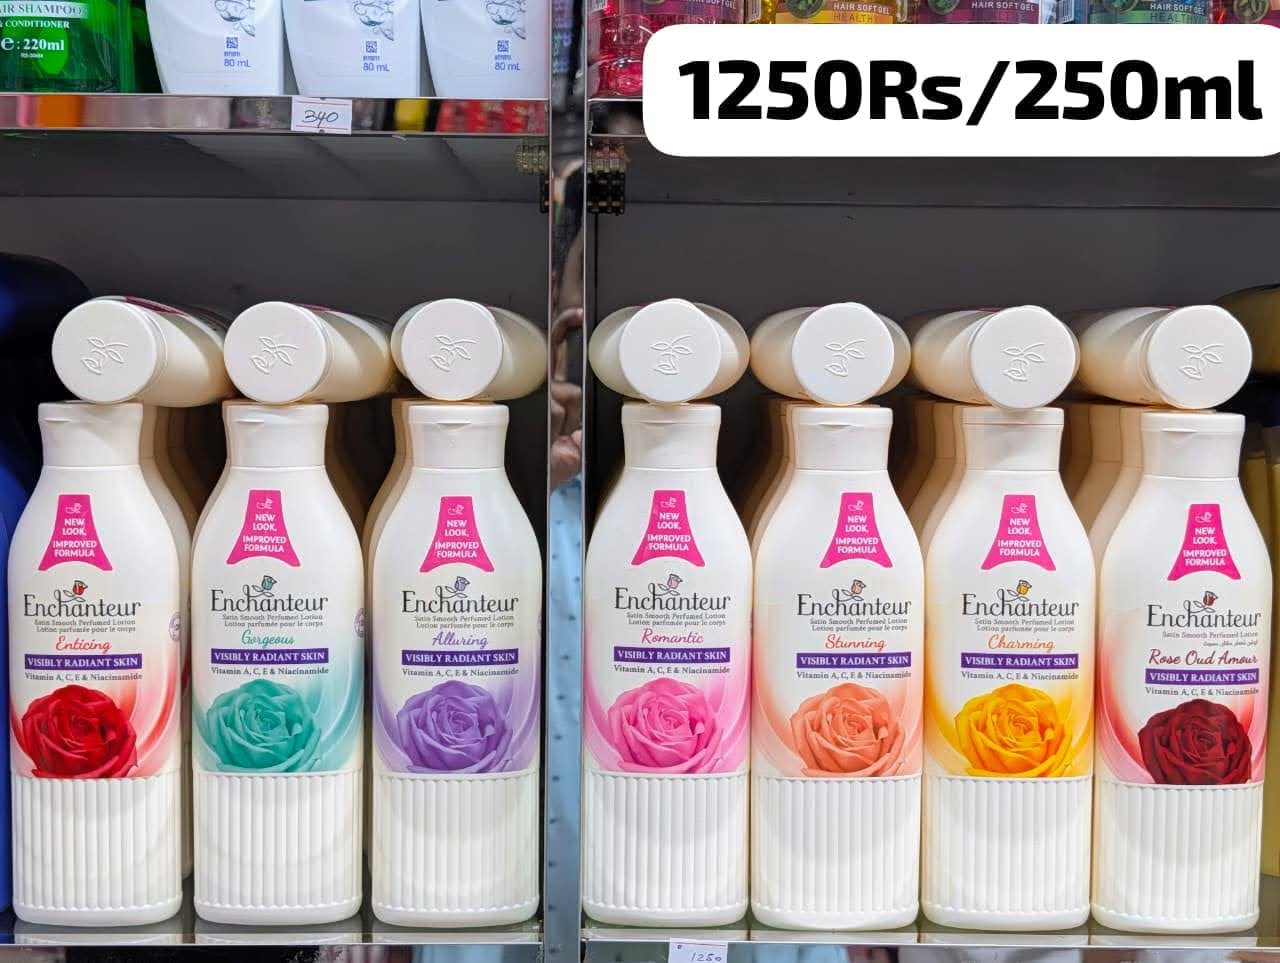 AIR SHAMPOO
& CONDITIONER
℮: 220ml
80 mL
80 mL
80 mL
HAIR SOFT GEL
HEALTHY
HAIR SOFT GEL
HAIR SOFT GEL
HEALTHY
340
1250Rs/250ml
NEW
LOOK,
IMPROVED
FORMULA
Enchanteur
Satin Smooth Perfumed Lotion
Lotion parfumée pour le corps
Enticing
VISIBLY RADIANT SKIN
Vitamin A, C, E & Niacinamide
NEW
LOOK,
IMPROVED
FORMULA
Enchanteur
Satin Smooth Perfumed Lotion
Lotion parfumée pour le corps
Gorgeous
VISIBLY RADIANT SKIN
Vitamin A, C, E & Niacinamide
NEW
LOOK,
IMPROVED
FORMULA
Enchanteur
Satin Smooth Perfumed Lotion
Lotion parfumée pour le corps
Alluring
VISIBLY RADIANT SKIN
Vitamin A, C, E & Niacinamide
NEW
LOOK,
IMPROVED
FORMULA
Enchanteur
Satin Smooth Perfumed Lotion
Lotion parfumée pour le corps
Romantic
VISIBLY RADIANT SKIN
Vitamin A, C, E & Niacinamide
NEW
LOOK,
IMPROVED
FORMULA
Enchanteur
Satin Smooth Perfumed Lotion
Lotion parfumée pour le corps
Stunning
VISIBLY RADIANT SKIN
Vitamin A, C, E & Niacinamide
NEW
LOOK,
IMPROVED
FORMULA
Enchanteur
Satin Smooth Perfumed Lotion
Lotion parfumée pour le corps
Charming
VISIBLY RADIANT SKIN
Vitamin A, C, E & Niacinamide
NEW
LOOK,
IMPROVED
FORMULA
Enchanteur
Satin Smooth Perfumed Lotion
Rose Oud Amour
VISIBLY RADIANT SKIN
Vitamin A, C, E & Niacinamide
1250